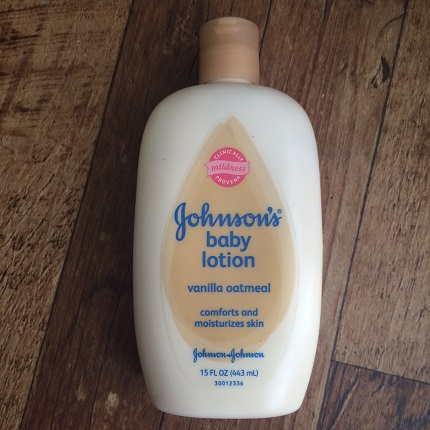 CLINICALLY
mildness
PROVEN
Johnson's®
baby
lotion
vanilla oatmeal
comforts and
moisturizes skin
Johnson & Johnson
15 FL OZ (443 mL)
30012336